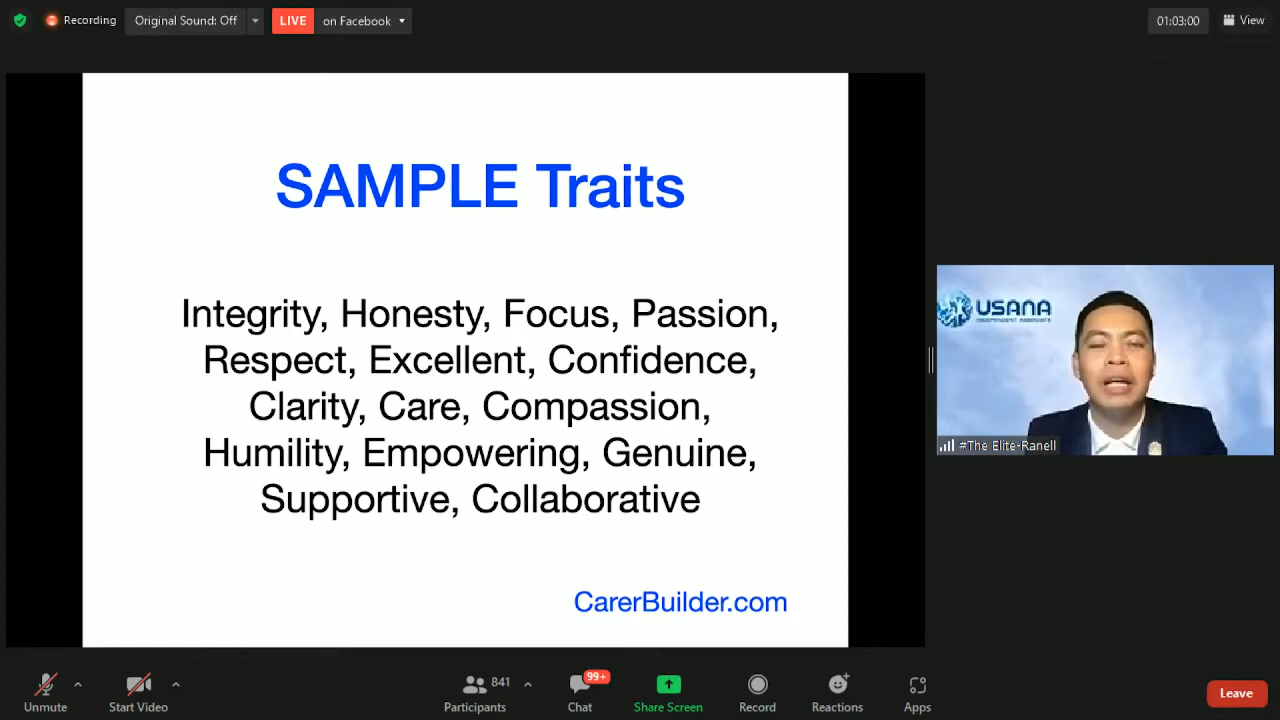 Recording
Original Sound: Off
LIVE on Facebook
01:03:00
View
SAMPLE Traits
Integrity, Honesty, Focus, Passion,
Respect, Excellent, Confidence,
Clarity, Care, Compassion,
Humility, Empowering, Genuine,
Supportive, Collaborative
CarerBuilder.com
USANA
INDEPENDENT ASSOCIATE
#The Elite-Ranell
Unmute
Start Video
841
Participants
99+
Chat
Share Screen
Record
Reactions
Apps
Leave